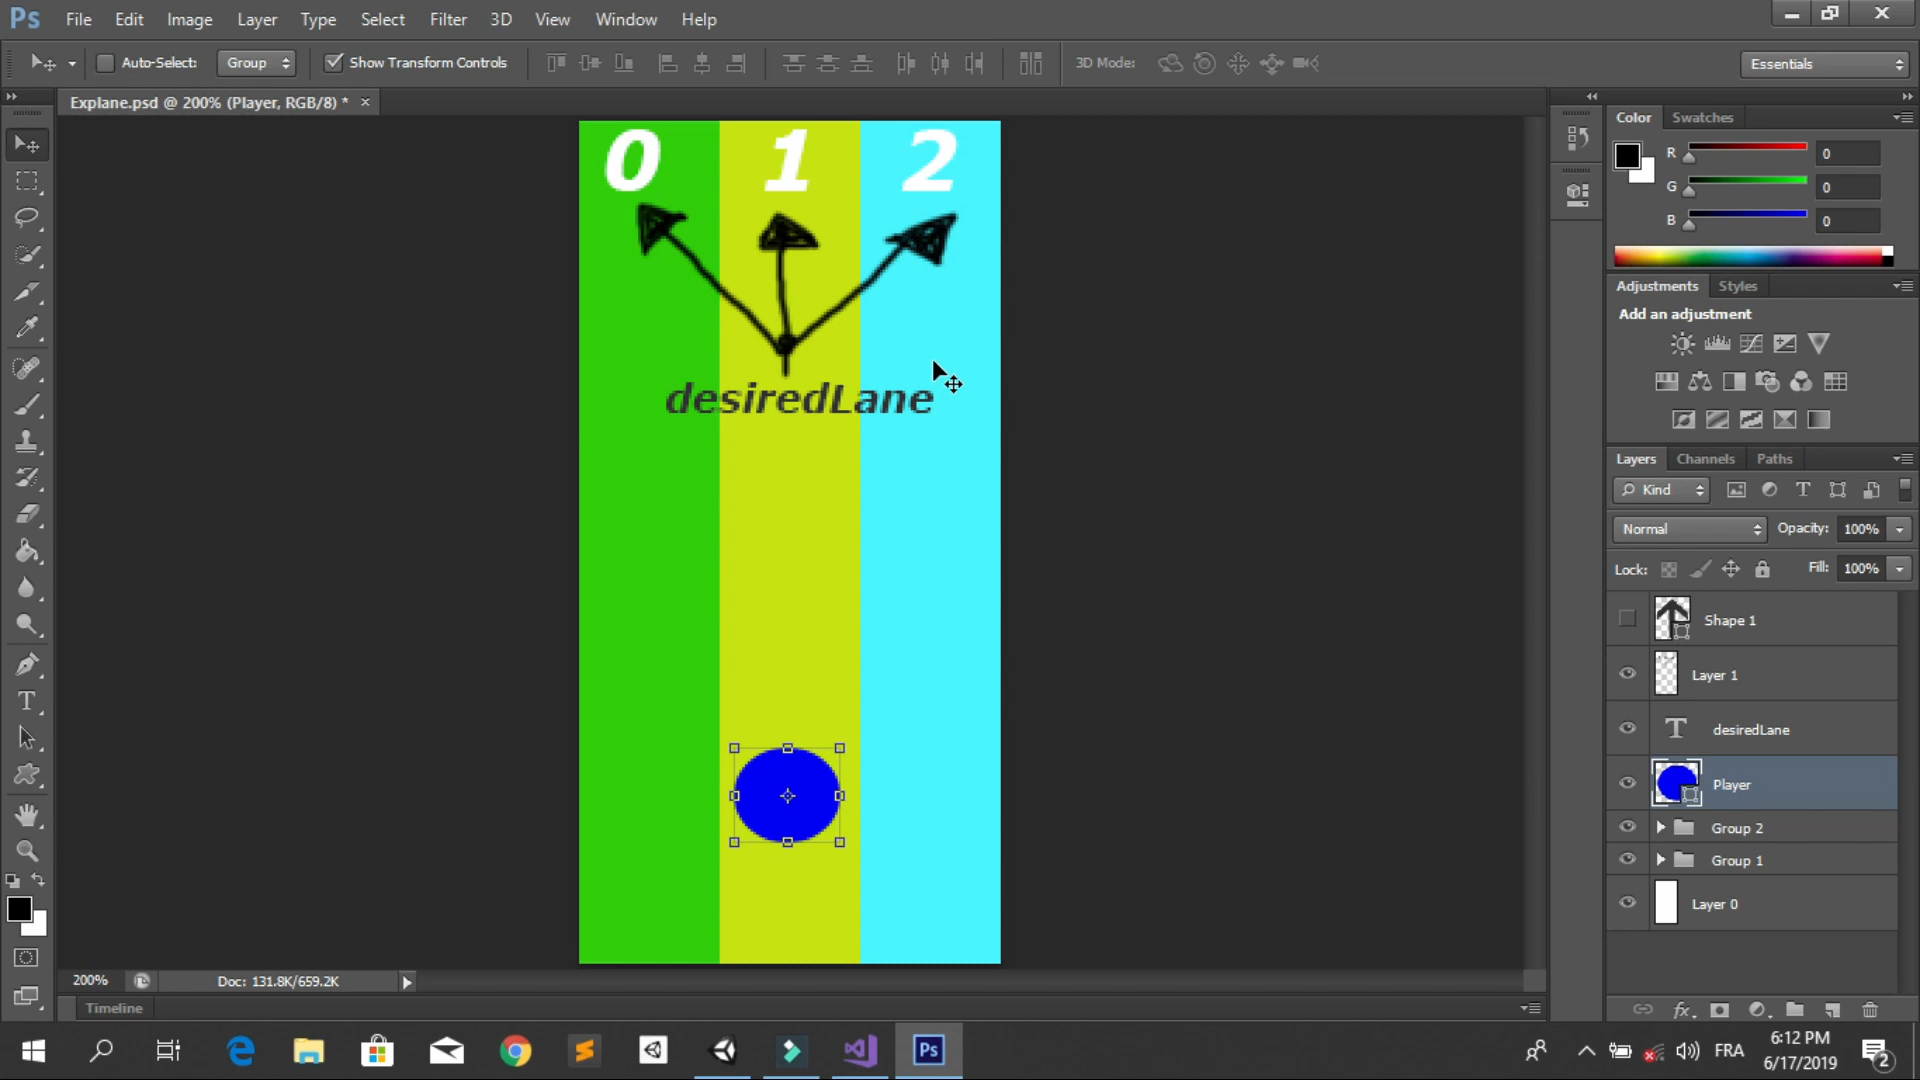 Ps File Edit Image Layer Type Select Filter 3D View Window Help
Auto-Select: Group Show Transform Controls 3D Mode: Essentials
Explane.psd @ 200% (Player, RGB/8) * ×
0 1 2
desiredLane
Color Swatches
R 0
G 0
B 0
Adjustments Styles
Add an adjustment
Layers Channels Paths
Kind
Normal Opacity: 100%
Lock: Fill: 100%
Shape 1
Layer 1
T desiredLane
Player
Group 2
Group 1
Layer 0
200% Doc: 131.8K/659.2K
Timeline
Ps FRA 6:12 PM
6/17/2019 2